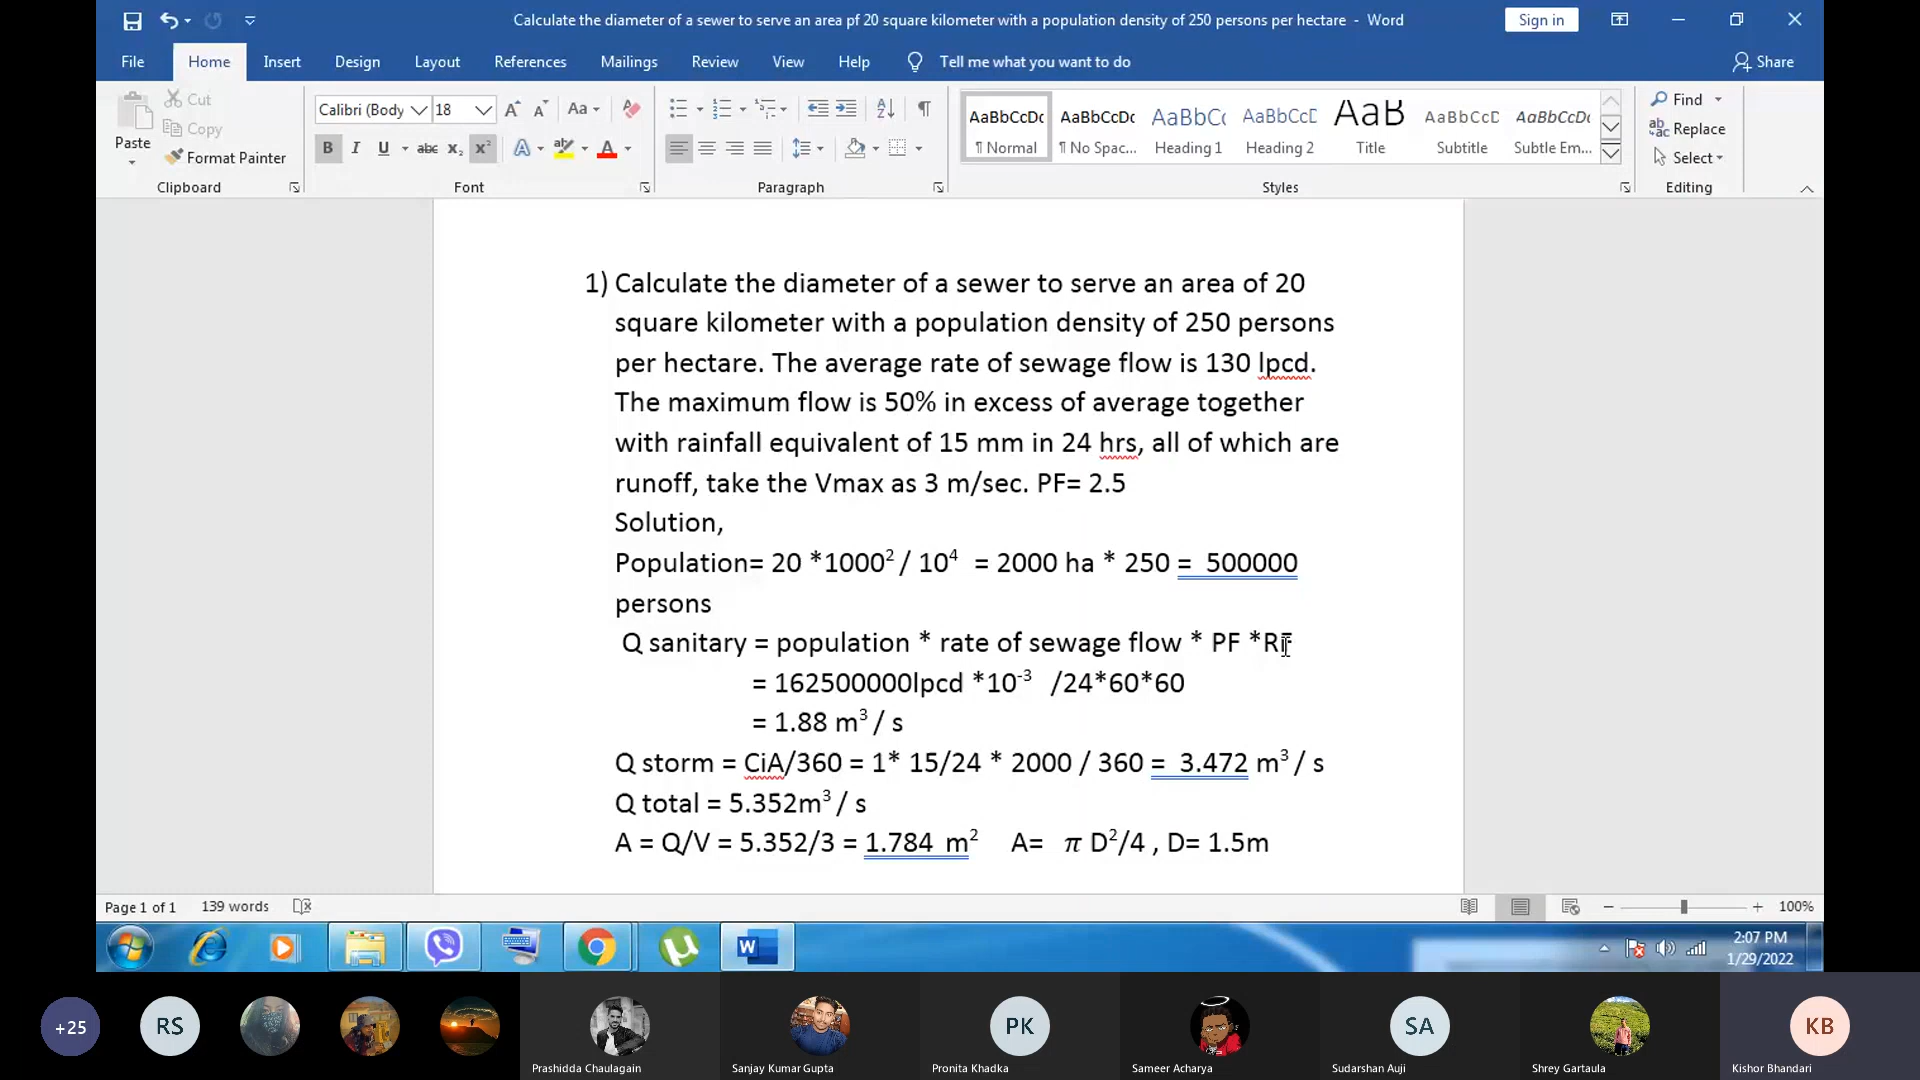 Calculate the diameter of a sewer to serve an area pf 20 square kilometer with a population density of 250 persons per hectare - Word
Sign in
File Home Insert Design Layout References Mailings Review View Help Tell me what you want to do Share
Paste
Cut
Copy
Format Painter
Clipboard
Calibri (Body 18
Font
Paragraph
AaBbCcDc AaBbCcDc AaBbCc AaBbCcD AaB AaBbCcD AaBbCcDc
¶ Normal ¶ No Spac... Heading 1 Heading 2 Title Subtitle Subtle Em...
Styles
Find
Replace
Select
Editing
1) Calculate the diameter of a sewer to serve an area of 20
square kilometer with a population density of 250 persons
per hectare. The average rate of sewage flow is 130 lpcd.
The maximum flow is 50% in excess of average together
with rainfall equivalent of 15 mm in 24 hrs, all of which are
runoff, take the Vmax as 3 m/sec. PF= 2.5
Solution,
Population= 20 *1000² / 10⁴ = 2000 ha * 250 = 500000
persons
Q sanitary = population * rate of sewage flow * PF *RF
= 162500000lpcd *10⁻³ /24*60*60
= 1.88 m³ / s
Q storm = CiA/360 = 1* 15/24 * 2000 / 360 = 3.472 m³ / s
Q total = 5.352m³ / s
A = Q/V = 5.352/3 = 1.784 m² A= π D²/4 , D= 1.5m
Page 1 of 1 139 words 100%
2:07 PM
1/29/2022
+25 RS PK SA KB
Prashidda Chaulagain Sanjay Kumar Gupta Pronita Khadka Sameer Acharya Sudarshan Auji Shrey Gartaula Kishor Bhandari